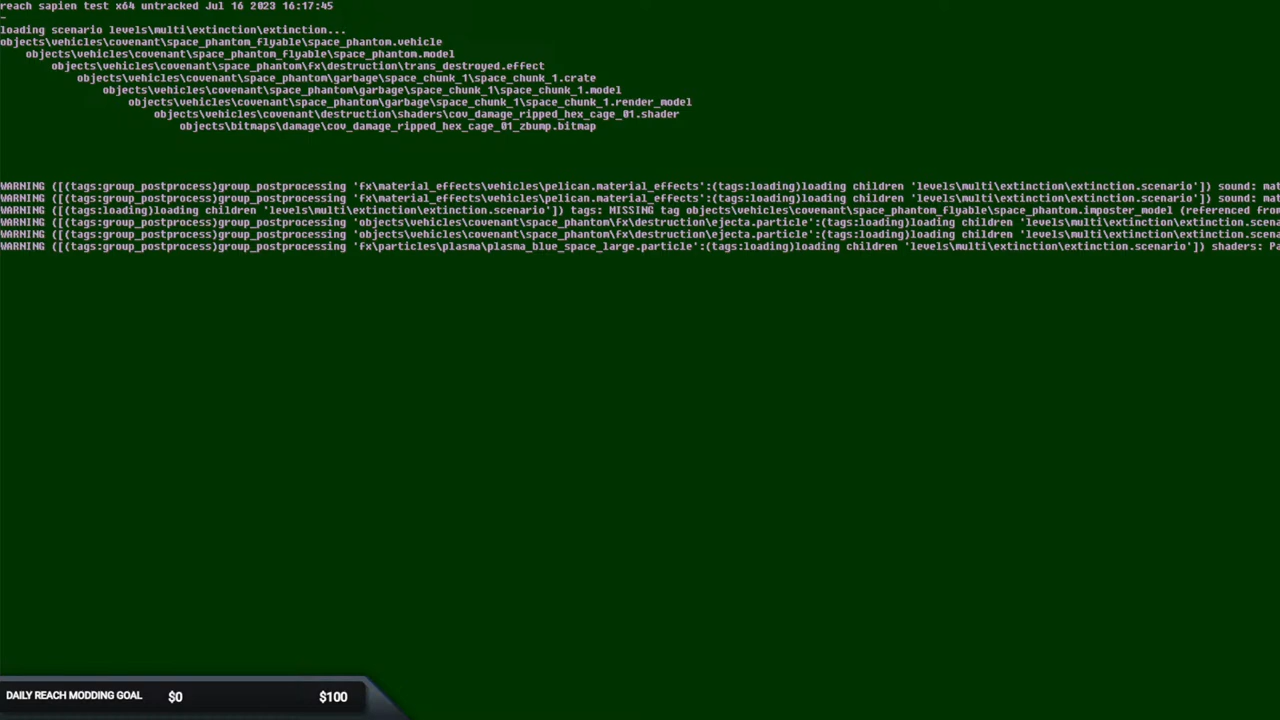 reach sapien test x64 untracked Jul 16 2023 16:17:45
-
loading scenario levels\multi\extinction\extinction...
objects\vehicles\covenant\space_phantom_flyable\space_phantom.vehicle
objects\vehicles\covenant\space_phantom_flyable\space_phantom.model
objects\vehicles\covenant\space_phantom\fx\destruction\trans_destroyed.effect
objects\vehicles\covenant\space_phantom\garbage\space_chunk_1\space_chunk_1.crate
objects\vehicles\covenant\space_phantom\garbage\space_chunk_1\space_chunk_1.model
objects\vehicles\covenant\space_phantom\garbage\space_chunk_1\space_chunk_1.render_model
objects\vehicles\covenant\destruction\shaders\cov_damage_ripped_hex_cage_01.shader
objects\bitmaps\damage\cov_damage_ripped_hex_cage_01_zbump.bitmap
WARNING ([(tags:group_postprocess)group_postprocessing 'fx\material_effects\vehicles\pelican.material_effects':(tags:loading)loading children 'levels\multi\extinction\extinction.scenario']) sound: mat
WARNING ([(tags:group_postprocess)group_postprocessing 'fx\material_effects\vehicles\pelican.material_effects':(tags:loading)loading children 'levels\multi\extinction\extinction.scenario']) sound: mat
WARNING ([(tags:loading)loading children 'levels\multi\extinction\extinction.scenario']) tags: MISSING tag objects\vehicles\covenant\space_phantom_flyable\space_phantom.imposter_model (referenced from
WARNING ([(tags:group_postprocess)group_postprocessing 'objects\vehicles\covenant\space_phantom\fx\destruction\ejecta.particle':(tags:loading)loading children 'levels\multi\extinction\extinction.scena
WARNING ([(tags:group_postprocess)group_postprocessing 'objects\vehicles\covenant\space_phantom\fx\destruction\ejecta.particle':(tags:loading)loading children 'levels\multi\extinction\extinction.scena
WARNING ([(tags:group_postprocess)group_postprocessing 'fx\particles\plasma\plasma_blue_space_large.particle':(tags:loading)loading children 'levels\multi\extinction\extinction.scenario']) shaders: Pa
DAILY REACH MODDING GOAL $0 $100